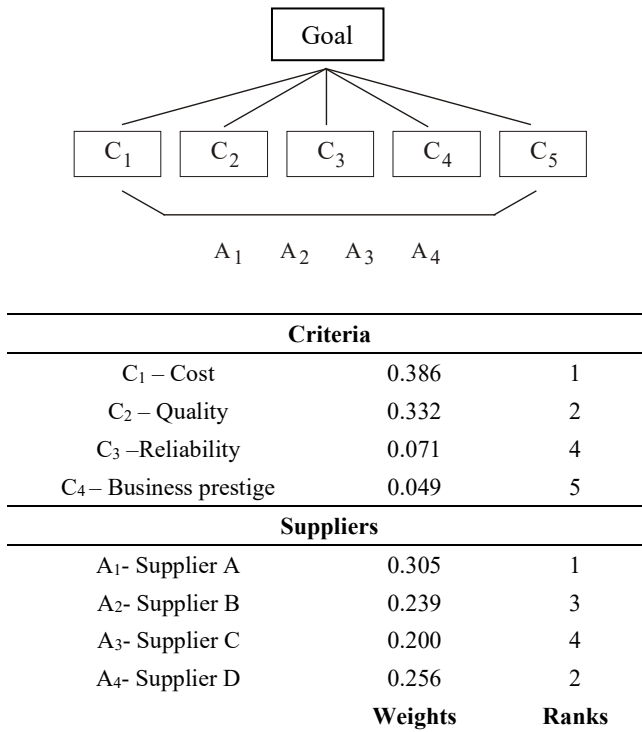 Goal
C1 C2 C3 C4 C5
A1 A2 A3 A4
Criteria
C1 – Cost 0.386 1
C2 – Quality 0.332 2
C3 –Reliability 0.071 4
C4 – Business prestige 0.049 5
Suppliers
A1- Supplier A 0.305 1
A2- Supplier B 0.239 3
A3- Supplier C 0.200 4
A4- Supplier D 0.256 2
Weights Ranks